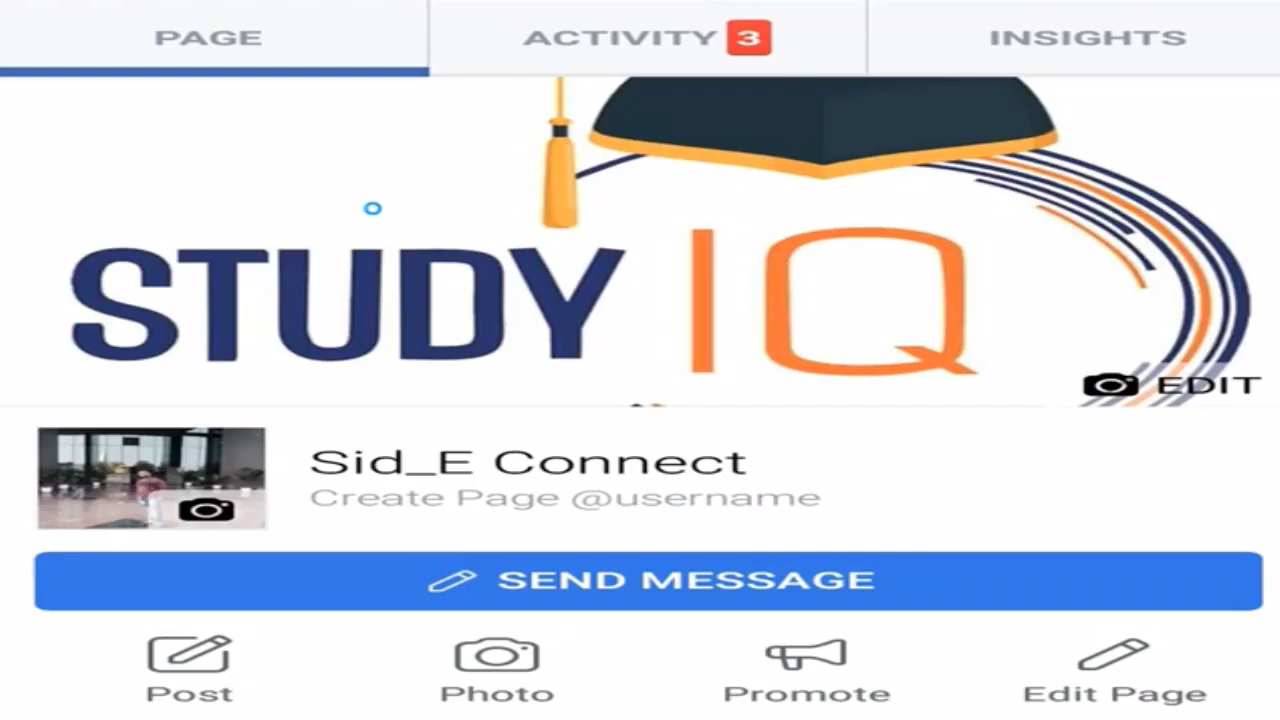 PAGE
ACTIVITY 3
INSIGHTS
STUDY IQ
EDIT
Sid_E Connect
Create Page @username
SEND MESSAGE
Post
Photo
Promote
Edit Page